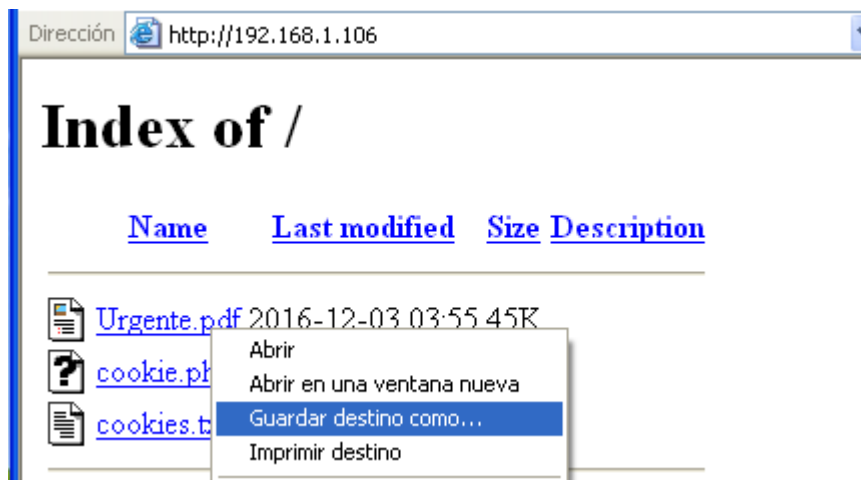 Dirección http://192.168.1.106
Index of /
Name Last modified Size Description
Urgente.pdf 2016-12-03 03:55 45K
Abrir
Abrir en una ventana nueva
Guardar destino como...
Imprimir destino